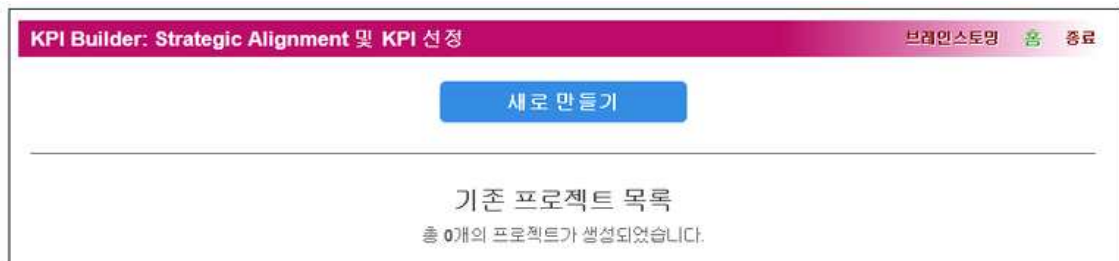 KPI Builder: Strategic Alignment 및 KPI 선정 브레인스토밍 홈 종료
새로 만들기
기존 프로젝트 목록
총 0개의 프로젝트가 생성되었습니다.